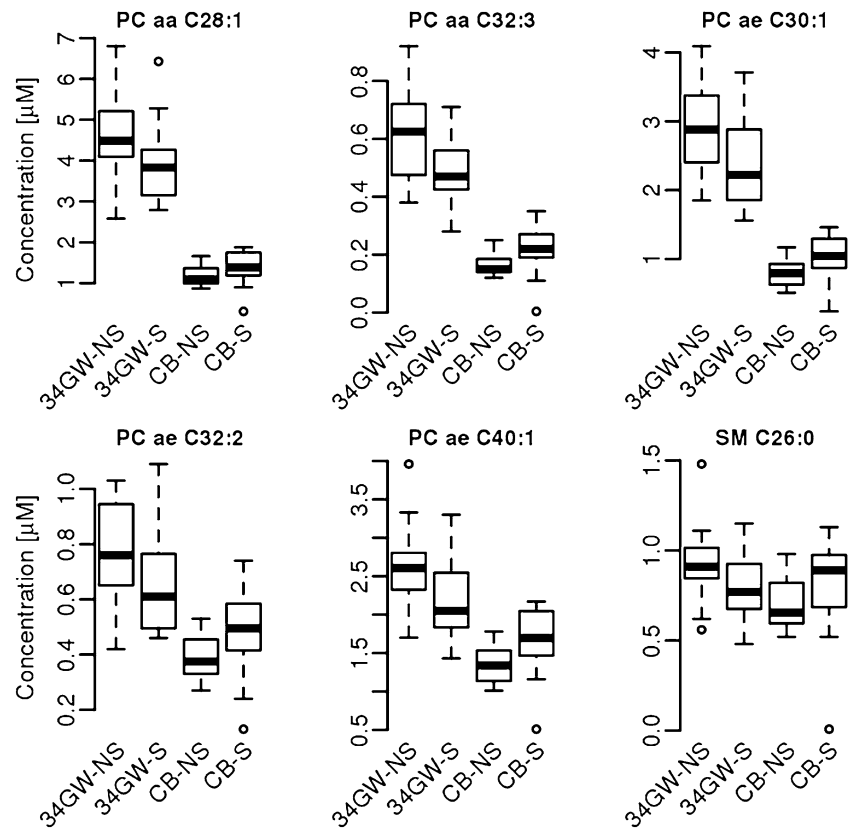 PC aa C28:1
Concentration [µM]
7
6
5
4
3
2
1
34GW-NS
34GW-S
CB-NS
CB-S
PC aa C32:3
0.8
0.6
0.4
0.2
0.0
34GW-NS
34GW-S
CB-NS
CB-S
PC ae C30:1
4
3
2
1
34GW-NS
34GW-S
CB-NS
CB-S
PC ae C32:2
Concentration [µM]
1.0
0.8
0.6
0.4
0.2
34GW-NS
34GW-S
CB-NS
CB-S
PC ae C40:1
3.5
2.5
1.5
0.5
34GW-NS
34GW-S
CB-NS
CB-S
SM C26:0
1.5
1.0
0.5
0.0
34GW-NS
34GW-S
CB-NS
CB-S